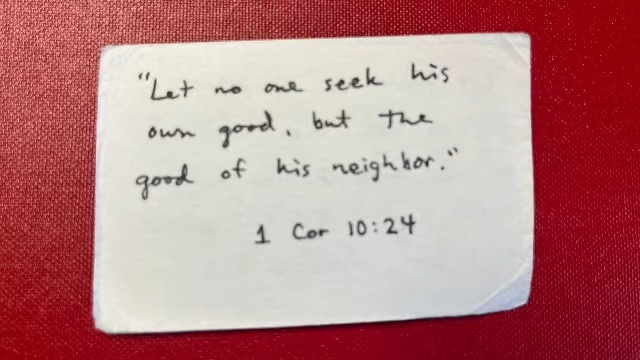 "Let no one seek his
own good, but the
good of his neighbor."
1 Cor 10:24